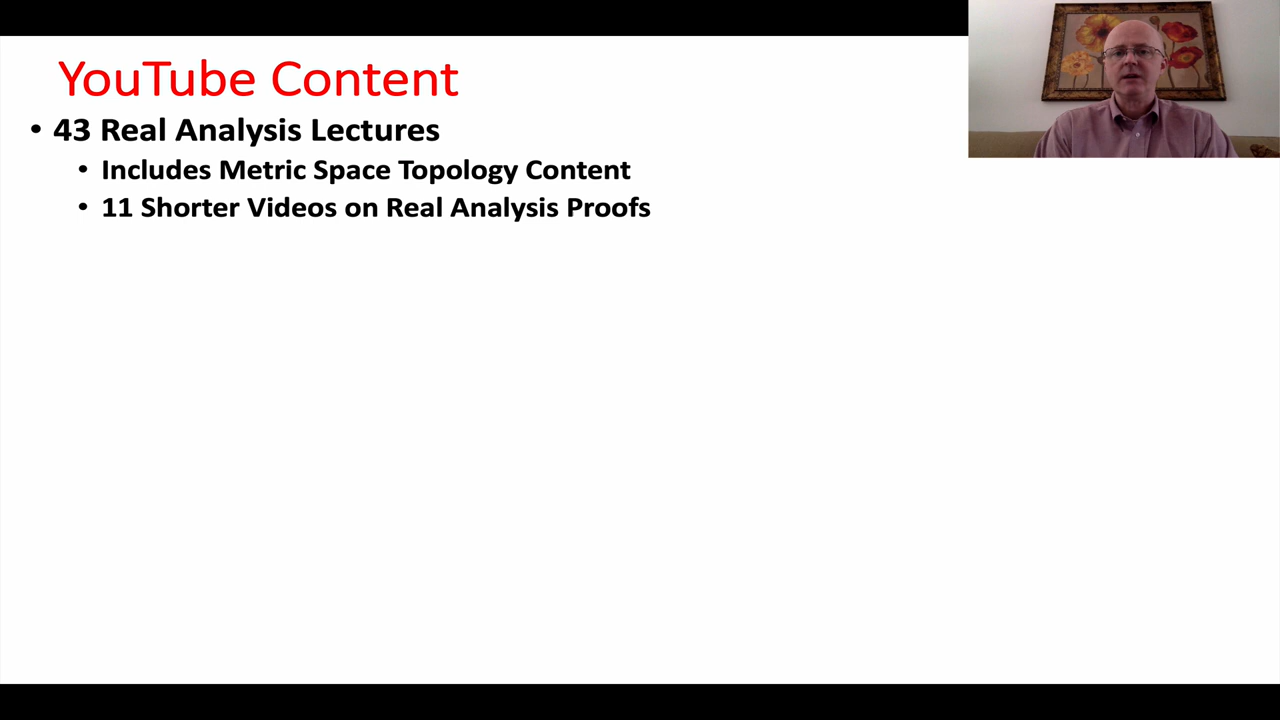 YouTube Content
• 43 Real Analysis Lectures
• Includes Metric Space Topology Content
• 11 Shorter Videos on Real Analysis Proofs